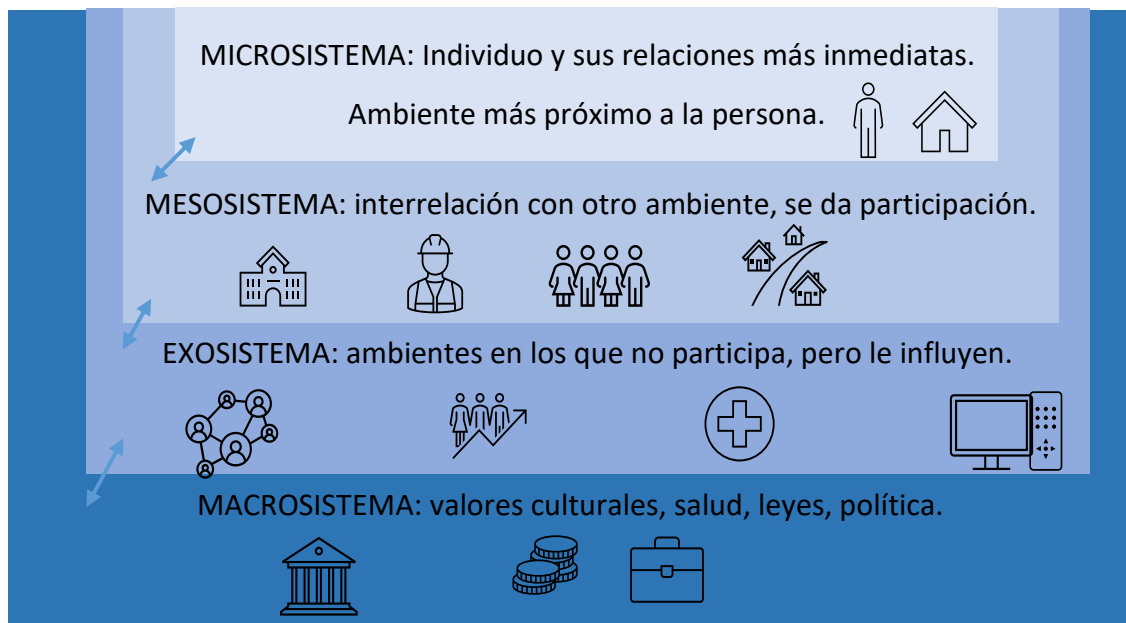 MICROSISTEMA: Individuo y sus relaciones más inmediatas.
Ambiente más próximo a la persona.
MESOSISTEMA: interrelación con otro ambiente, se da participación.
EXOSISTEMA: ambientes en los que no participa, pero le influyen.
MACROSISTEMA: valores culturales, salud, leyes, política.